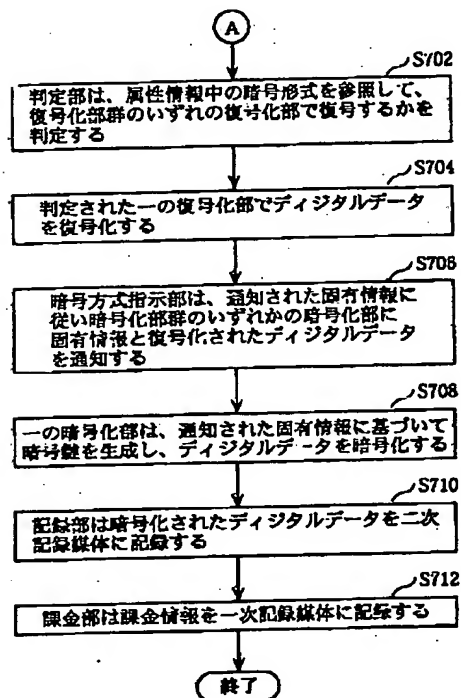 A
S702
判定部は、属性情報中の暗号形式を参照して、
復号化部群のいずれの復号化部で復号するかを
判定する
S704
判定された一の復号化部でディジタルデータ
を復号化する
S706
暗号方式指示部は、通知された固有情報に
従い暗号化部群のいずれかの暗号化部に
固有情報と復号化されたディジタルデータ
を通知する
S708
一の暗号化部は、通知された固有情報に基づいて
暗号鍵を生成し、ディジタルデータを暗号化する
S710
記録部は暗号化されたディジタルデータを二次
記録媒体に記録する
S712
課金部は課金情報を一次記録媒体に記録する
終了